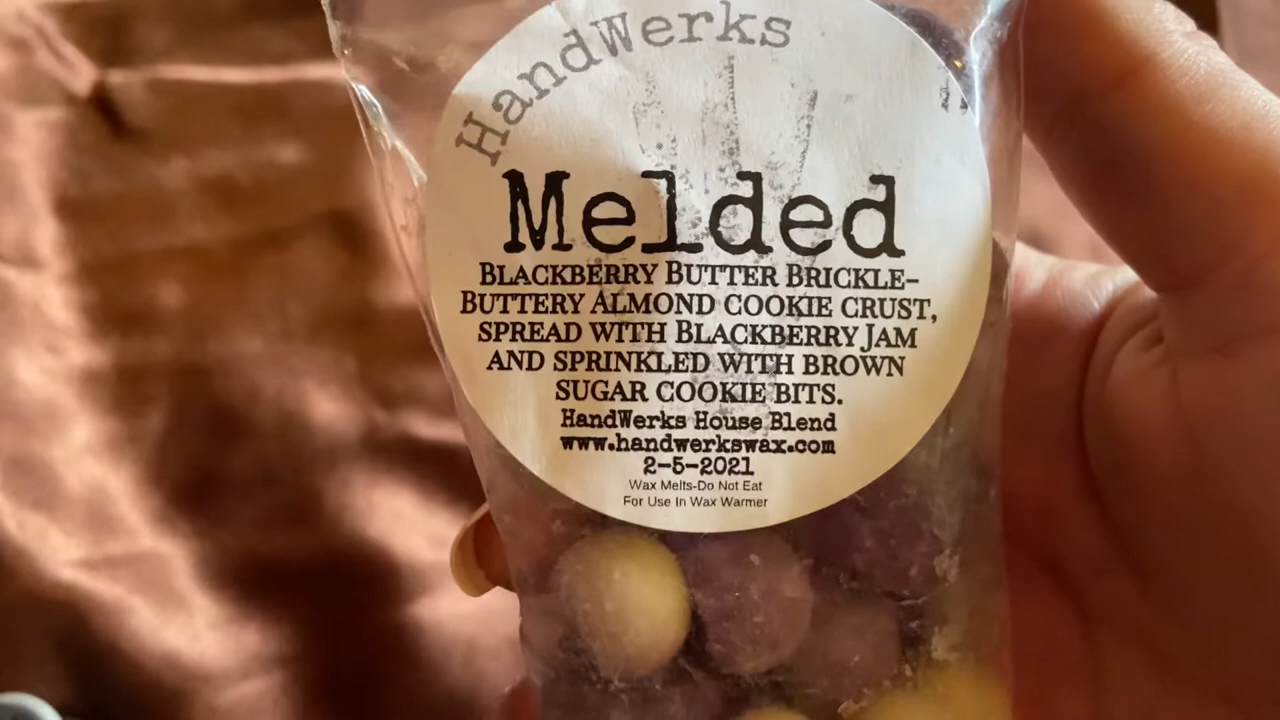 HandWerks
Melded
BLACKBERRY BUTTER BRICKLE-
BUTTERY ALMOND COOKIE CRUST,
SPREAD WITH BLACKBERRY JAM
AND SPRINKLED WITH BROWN
SUGAR COOKIE BITS.
HandWerks House Blend
www.handwerkswax.com
2-5-2021
Wax Melts-Do Not Eat
For Use In Wax Warmer